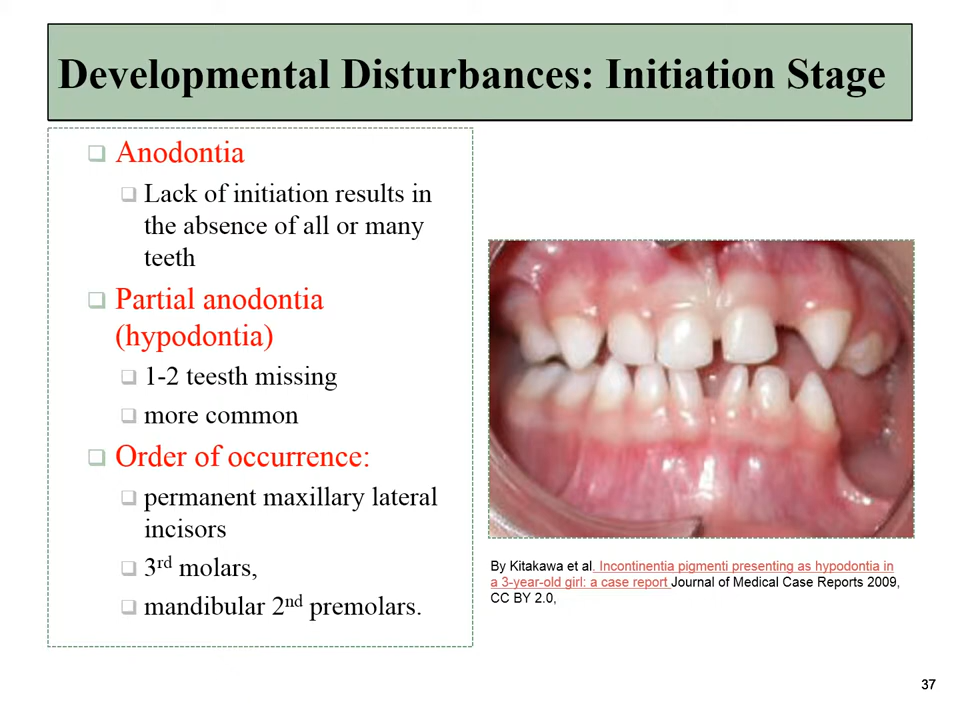 Developmental Disturbances: Initiation Stage
Anodontia
Lack of initiation results in
the absence of all or many
teeth
Partial anodontia
(hypodontia)
1-2 teesth missing
more common
Order of occurrence:
permanent maxillary lateral
incisors
3rd molars,
mandibular 2nd premolars.
By Kitakawa et al. Incontinentia pigmenti presenting as hypodontia in
a 3-year-old girl: a case report Journal of Medical Case Reports 2009,
CC BY 2.0,
37